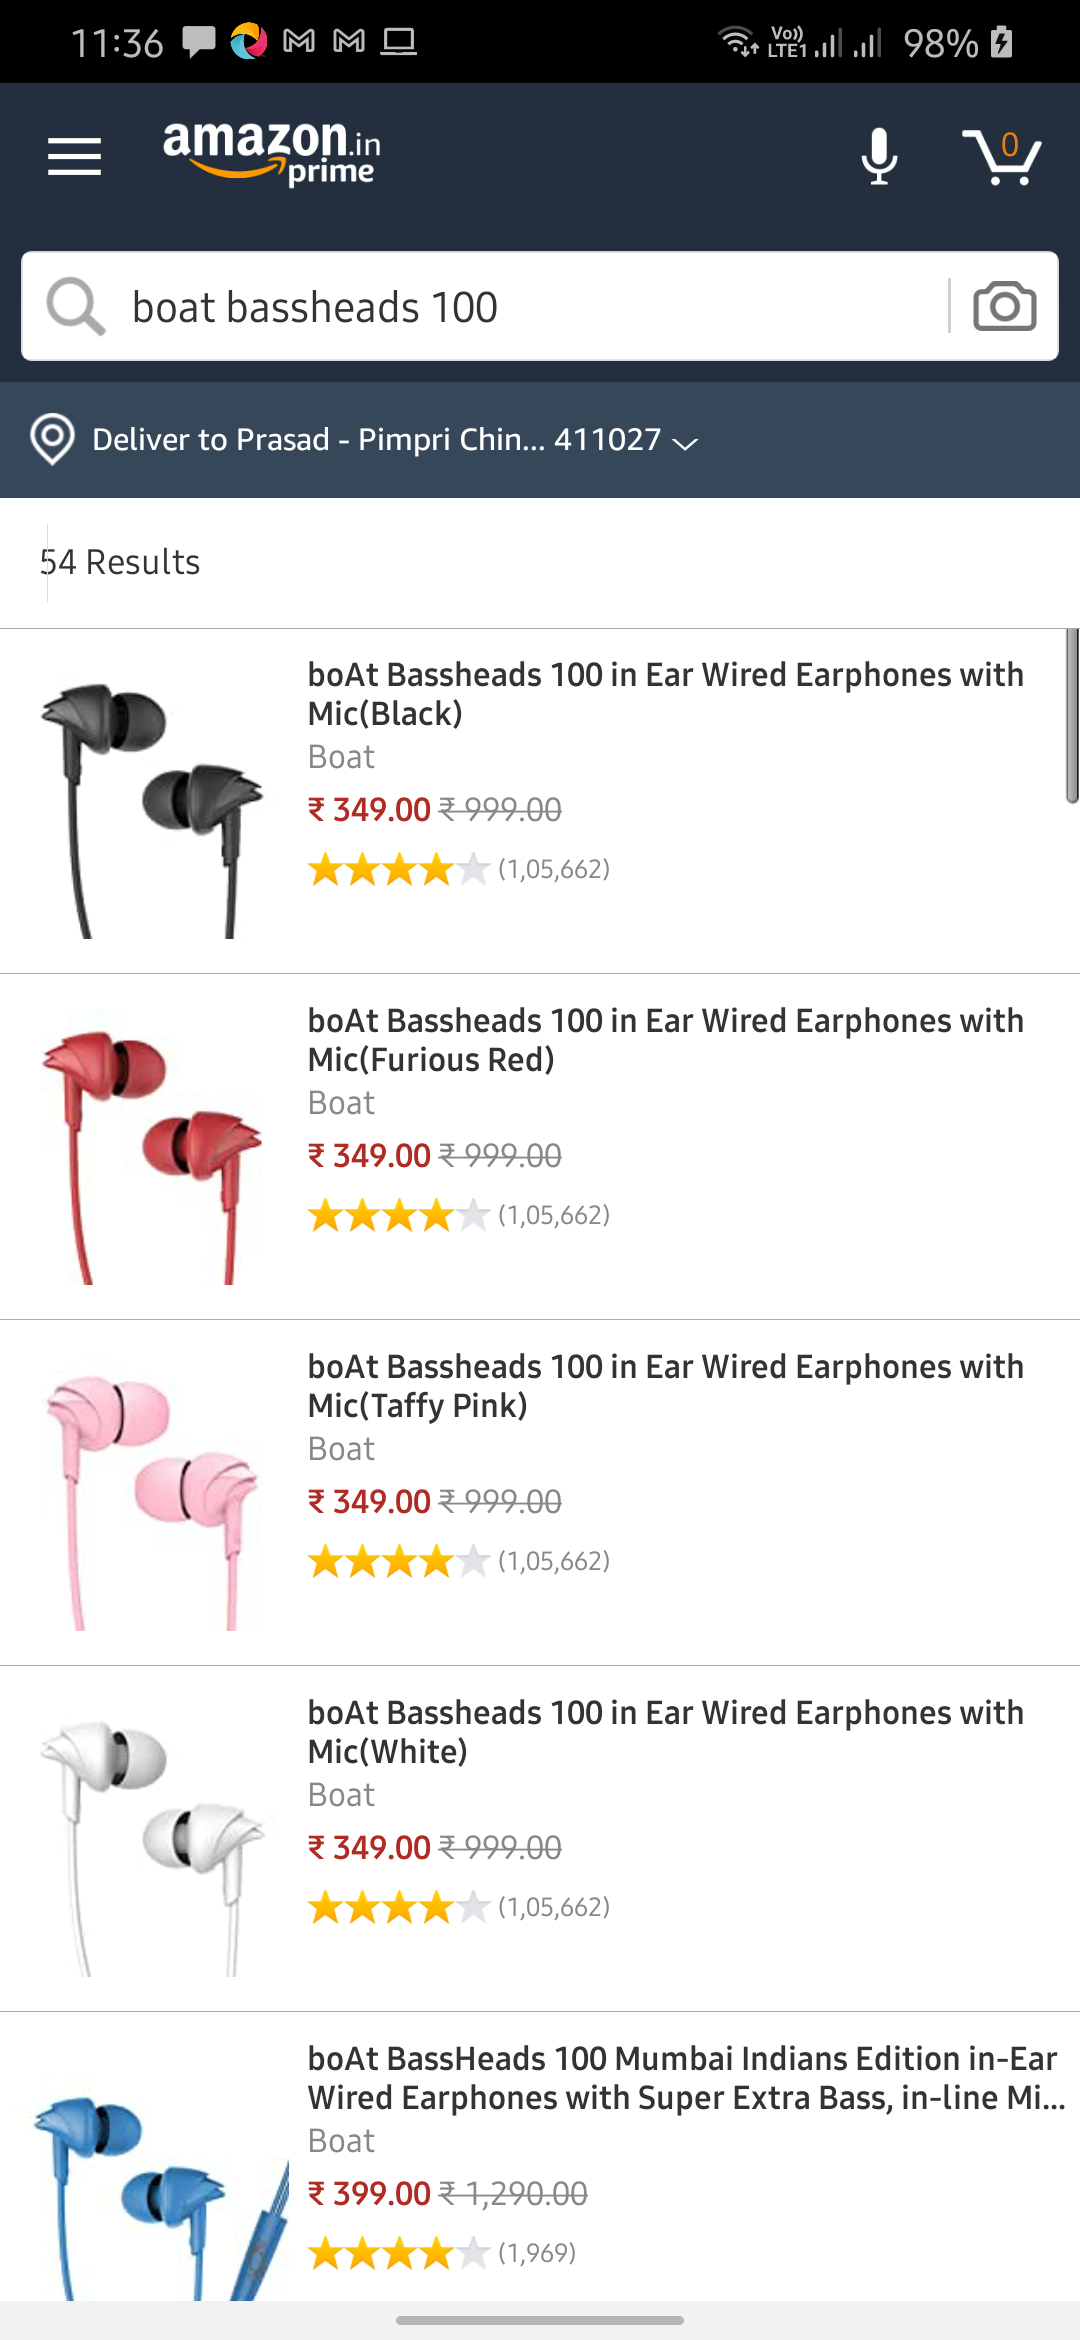 11:36
Vo))
LTE1
98%
amazon.in
prime
0
boat bassheads 100
Deliver to Prasad - Pimpri Chin... 411027
54 Results
boAt Bassheads 100 in Ear Wired Earphones with
Mic(Black)
Boat
₹ 349.00 ₹ 999.00
(1,05,662)
boAt Bassheads 100 in Ear Wired Earphones with
Mic(Furious Red)
Boat
₹ 349.00 ₹ 999.00
(1,05,662)
boAt Bassheads 100 in Ear Wired Earphones with
Mic(Taffy Pink)
Boat
₹ 349.00 ₹ 999.00
(1,05,662)
boAt Bassheads 100 in Ear Wired Earphones with
Mic(White)
Boat
₹ 349.00 ₹ 999.00
(1,05,662)
boAt BassHeads 100 Mumbai Indians Edition in-Ear
Wired Earphones with Super Extra Bass, in-line Mi...
Boat
₹ 399.00 ₹ 1,290.00
(1,969)